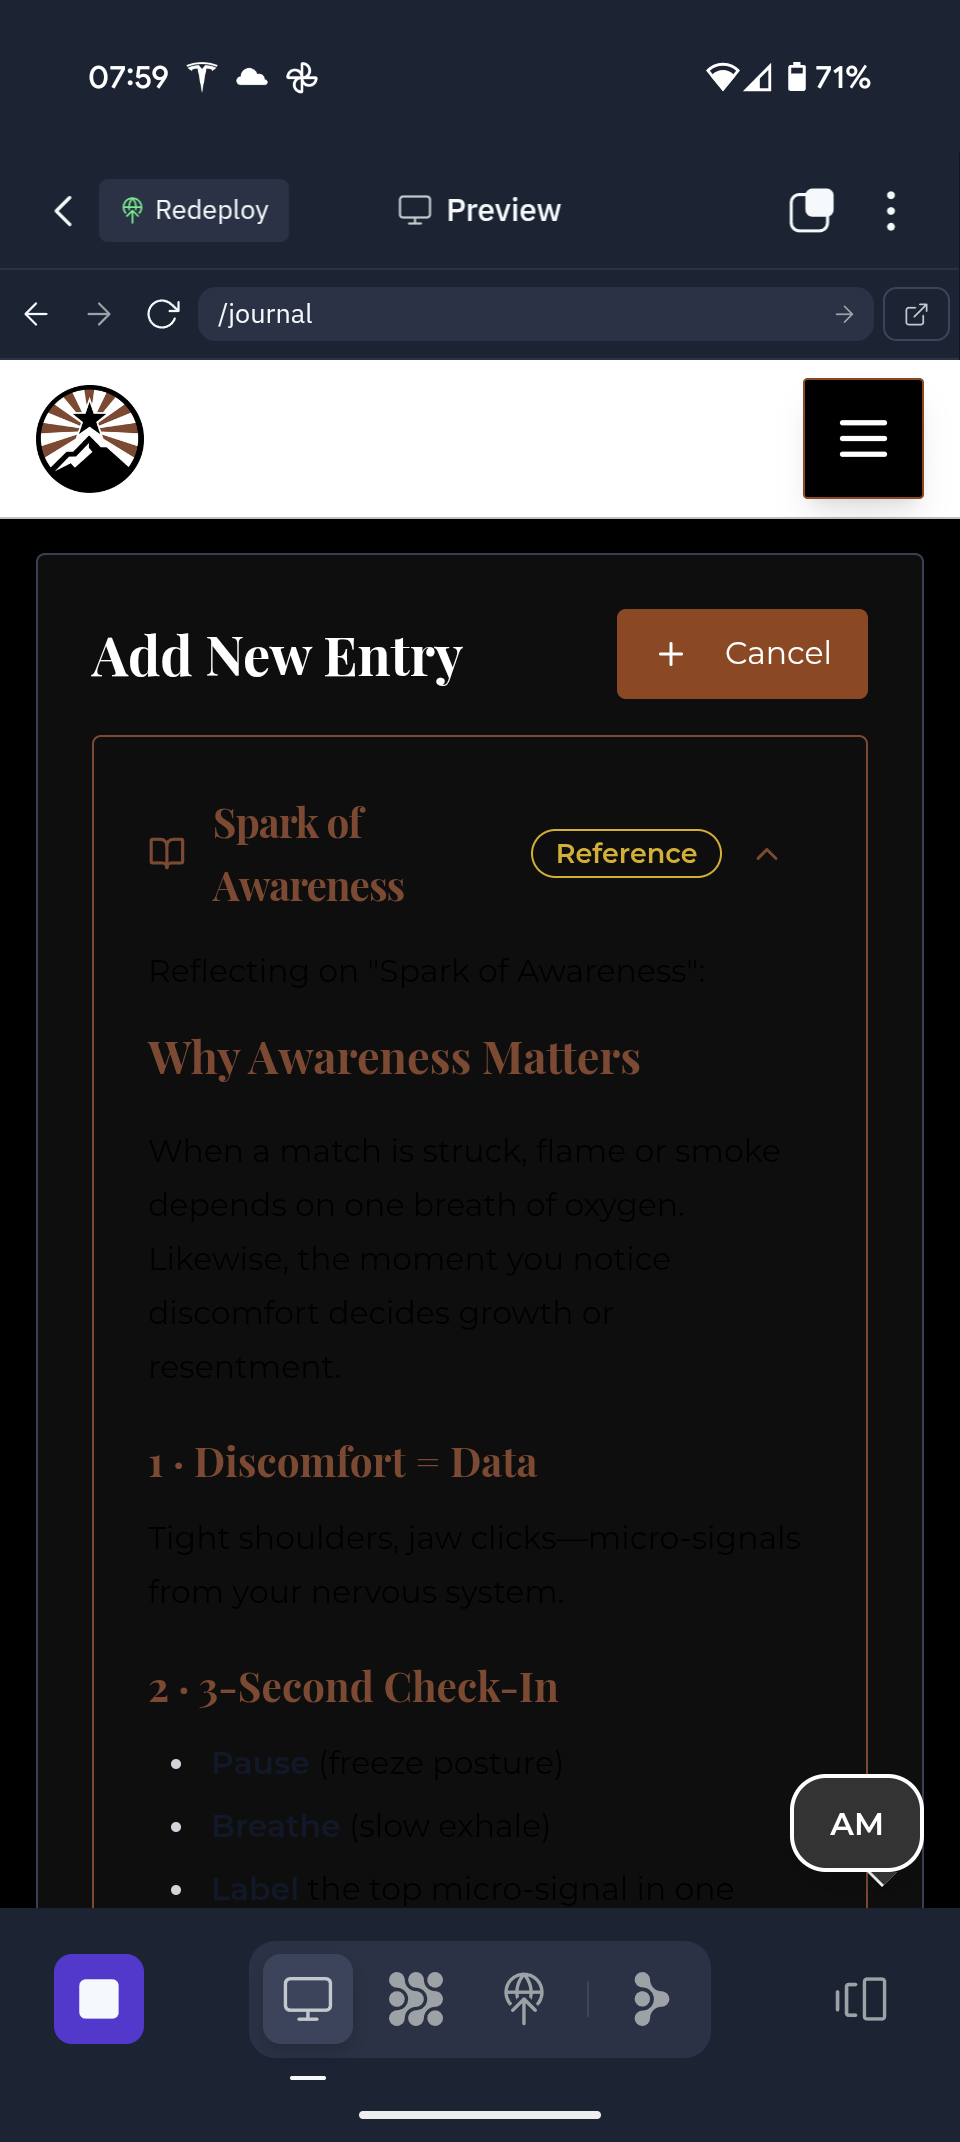 07:59
71%
Redeploy
Preview
/journal
Add New Entry
Cancel
Spark of
Awareness
Reference
Reflecting on "Spark of Awareness":
Why Awareness Matters
When a match is struck, flame or smoke
depends on one breath of oxygen.
Likewise, the moment you notice
discomfort decides growth or
resentment.
1 · Discomfort = Data
Tight shoulders, jaw clicks—micro-signals
from your nervous system.
2 · 3-Second Check-In
• Pause (freeze posture)
• Breathe (slow exhale)
• Label the top micro-signal in one
AM